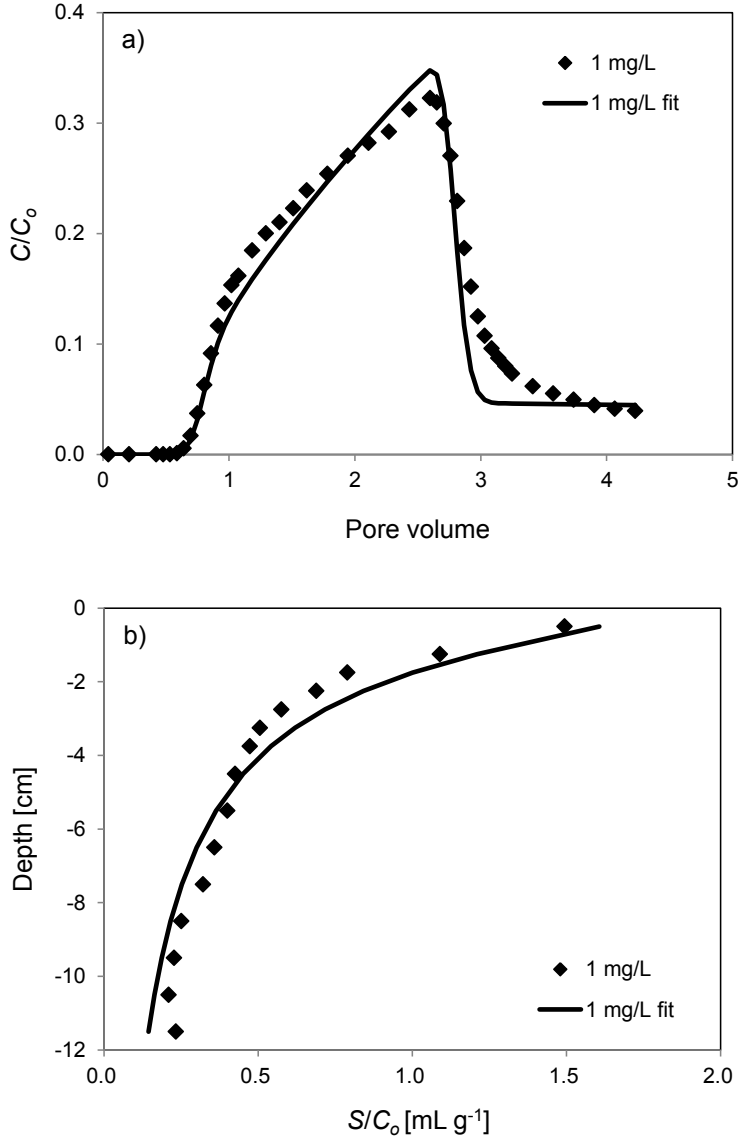 a)
1 mg/L
1 mg/L fit
0.4
0.3
0.2
0.1
0.0
C/Co
0 1 2 3 4 5
Pore volume
b)
0
-2
-4
-6
-8
-10
-12
Depth [cm]
1 mg/L
1 mg/L fit
0.0 0.5 1.0 1.5 2.0
S/Co [mL g-1]